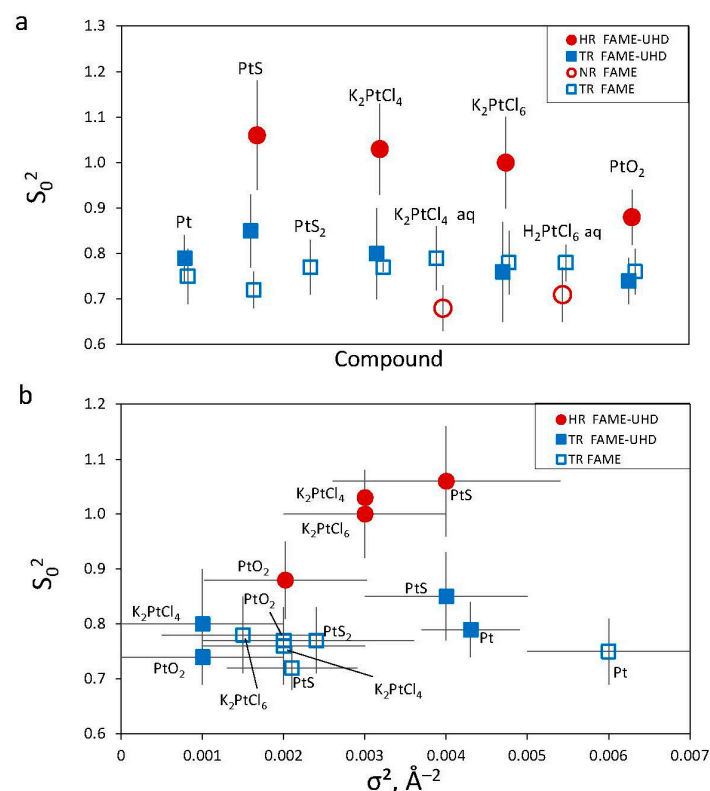 a
1.3
1.2
1.1
1.0
0.9
0.8
0.7
0.6
S₀²
HR FAME-UHD
TR FAME-UHD
NR FAME
TR FAME
PtS
K₂PtCl₄
K₂PtCl₆
PtO₂
Pt
PtS₂
K₂PtCl₄ aq
H₂PtCl₆ aq
Compound
b
1.2
1.1
1.0
0.9
0.8
0.7
0.6
S₀²
HR FAME-UHD
TR FAME-UHD
TR FAME
K₂PtCl₄
PtS
K₂PtCl₆
PtO₂
PtS
PtO₂
K₂PtCl₄
PtS₂
Pt
PtO₂
PtS
Pt
K₂PtCl₆
K₂PtCl₄
0 0.001 0.002 0.003 0.004 0.005 0.006 0.007
σ², Å⁻²